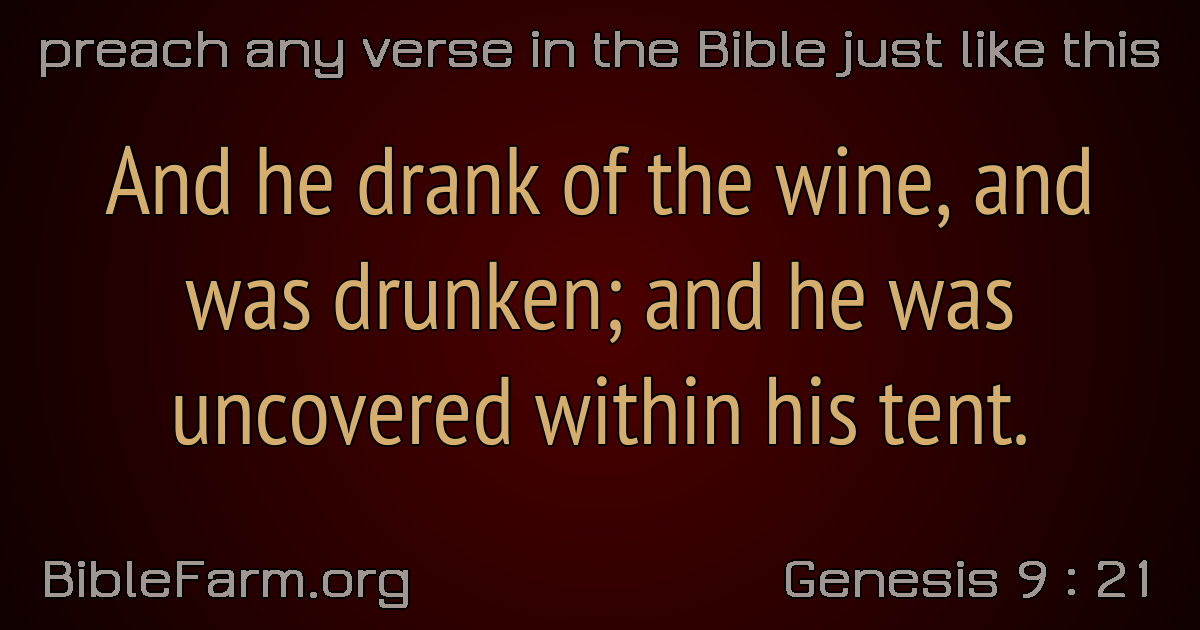 preach any verse in the Bible just like this
And he drank of the wine, and
was drunken; and he was
uncovered within his tent.
BibleFarm.org
Genesis 9 : 21